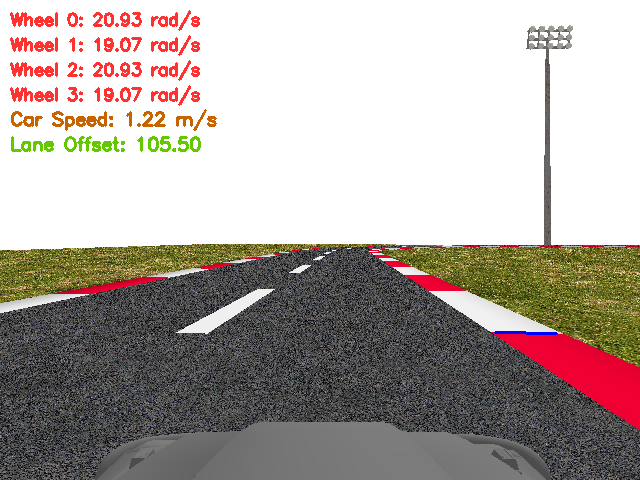 Wheel 0: 20.93 rad/s
Wheel 1: 19.07 rad/s
Wheel 2: 20.93 rad/s
Wheel 3: 19.07 rad/s
Car Speed: 1.22 m/s
Lane Offset: 105.50